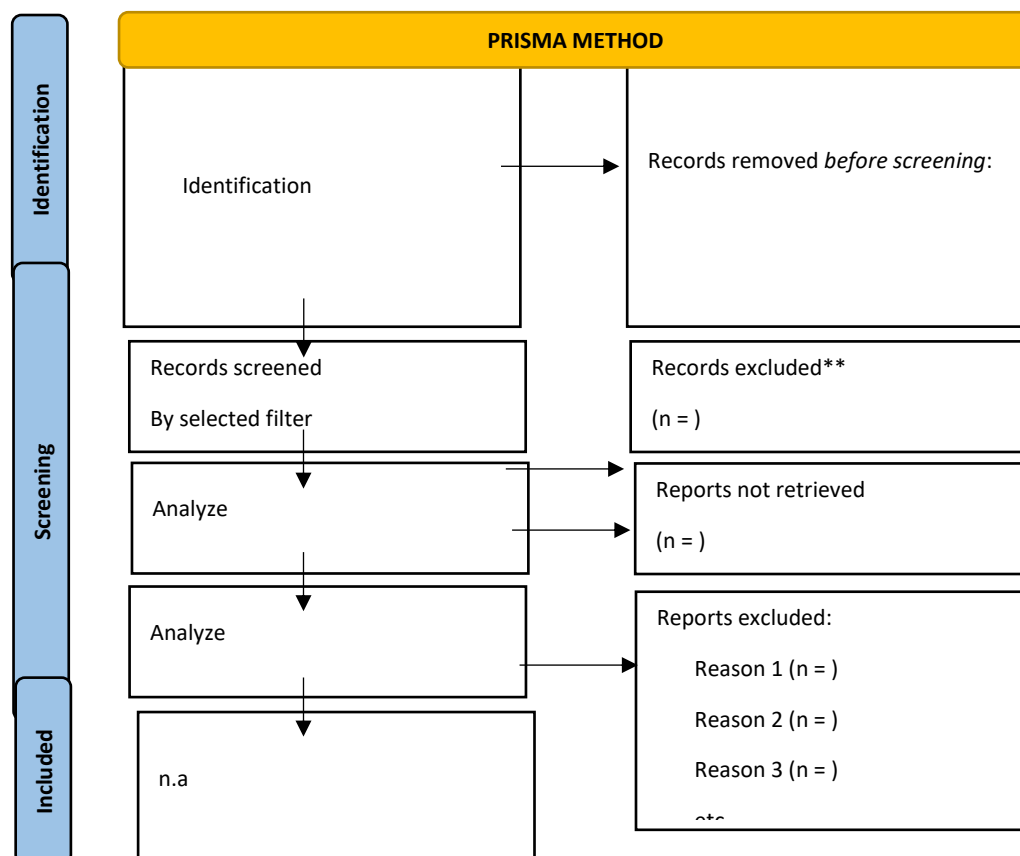 PRISMA METHOD
Identification
Identification
Records removed before screening:
Records screened
By selected filter
Records excluded**
(n = )
Screening
Analyze
Reports not retrieved
(n = )
Analyze
Reports excluded:
Reason 1 (n = )
Reason 2 (n = )
Reason 3 (n = )
etc
Included
n.a